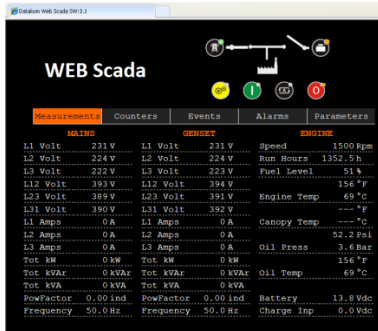 Datakom Web Scada SW:3.1
WEB Scada
Measurements Counters Events Alarms Parameters
MAINS GENSET ENGINE
L1 Volt 231 V L1 Volt 231 V Speed 1500 Rpm
L2 Volt 224 V L2 Volt 224 V Run Hours 1352.5 h
L3 Volt 222 V L3 Volt 223 V Fuel Level 51 %
L12 Volt 393 V L12 Volt 394 V 156 °F
L23 Volt 389 V L23 Volt 391 V Engine Temp 69 °C
L31 Volt 390 V L31 Volt 392 V --- °F
L1 Amps 0 A L1 Amps 0 A Canopy Temp --- °C
L2 Amps 0 A L2 Amps 0 A 52.2 Psi
L3 Amps 0 A L3 Amps 0 A Oil Press 3.6 Bar
Tot kW 0 kW Tot kW 0 kW 156 °F
Tot kVAr 0 kVAr Tot kVAr 0 kVAr Oil Temp 69 °C
Tot kVA 0 kVA Tot kVA 0 kVA
PowFactor 0.00 ind PowFactor 0.00 ind Battery 13.8 Vdc
Frequency 50.0 Hz Frequency 50.0 Hz Charge Inp 0.0 Vdc